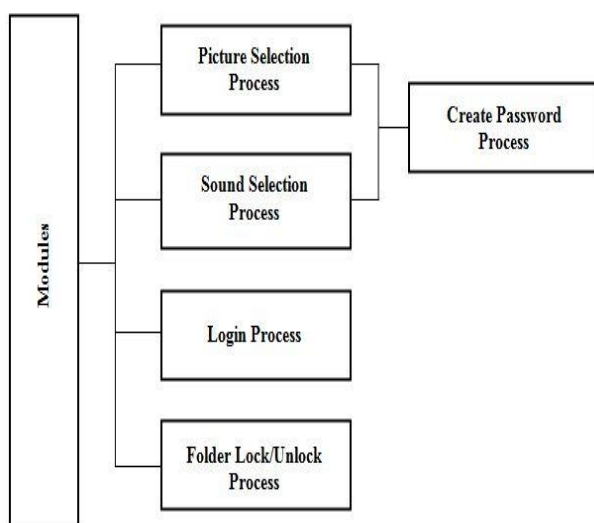 Modules
Picture Selection
Process
Sound Selection
Process
Login Process
Folder Lock/Unlock
Process
Create Password
Process